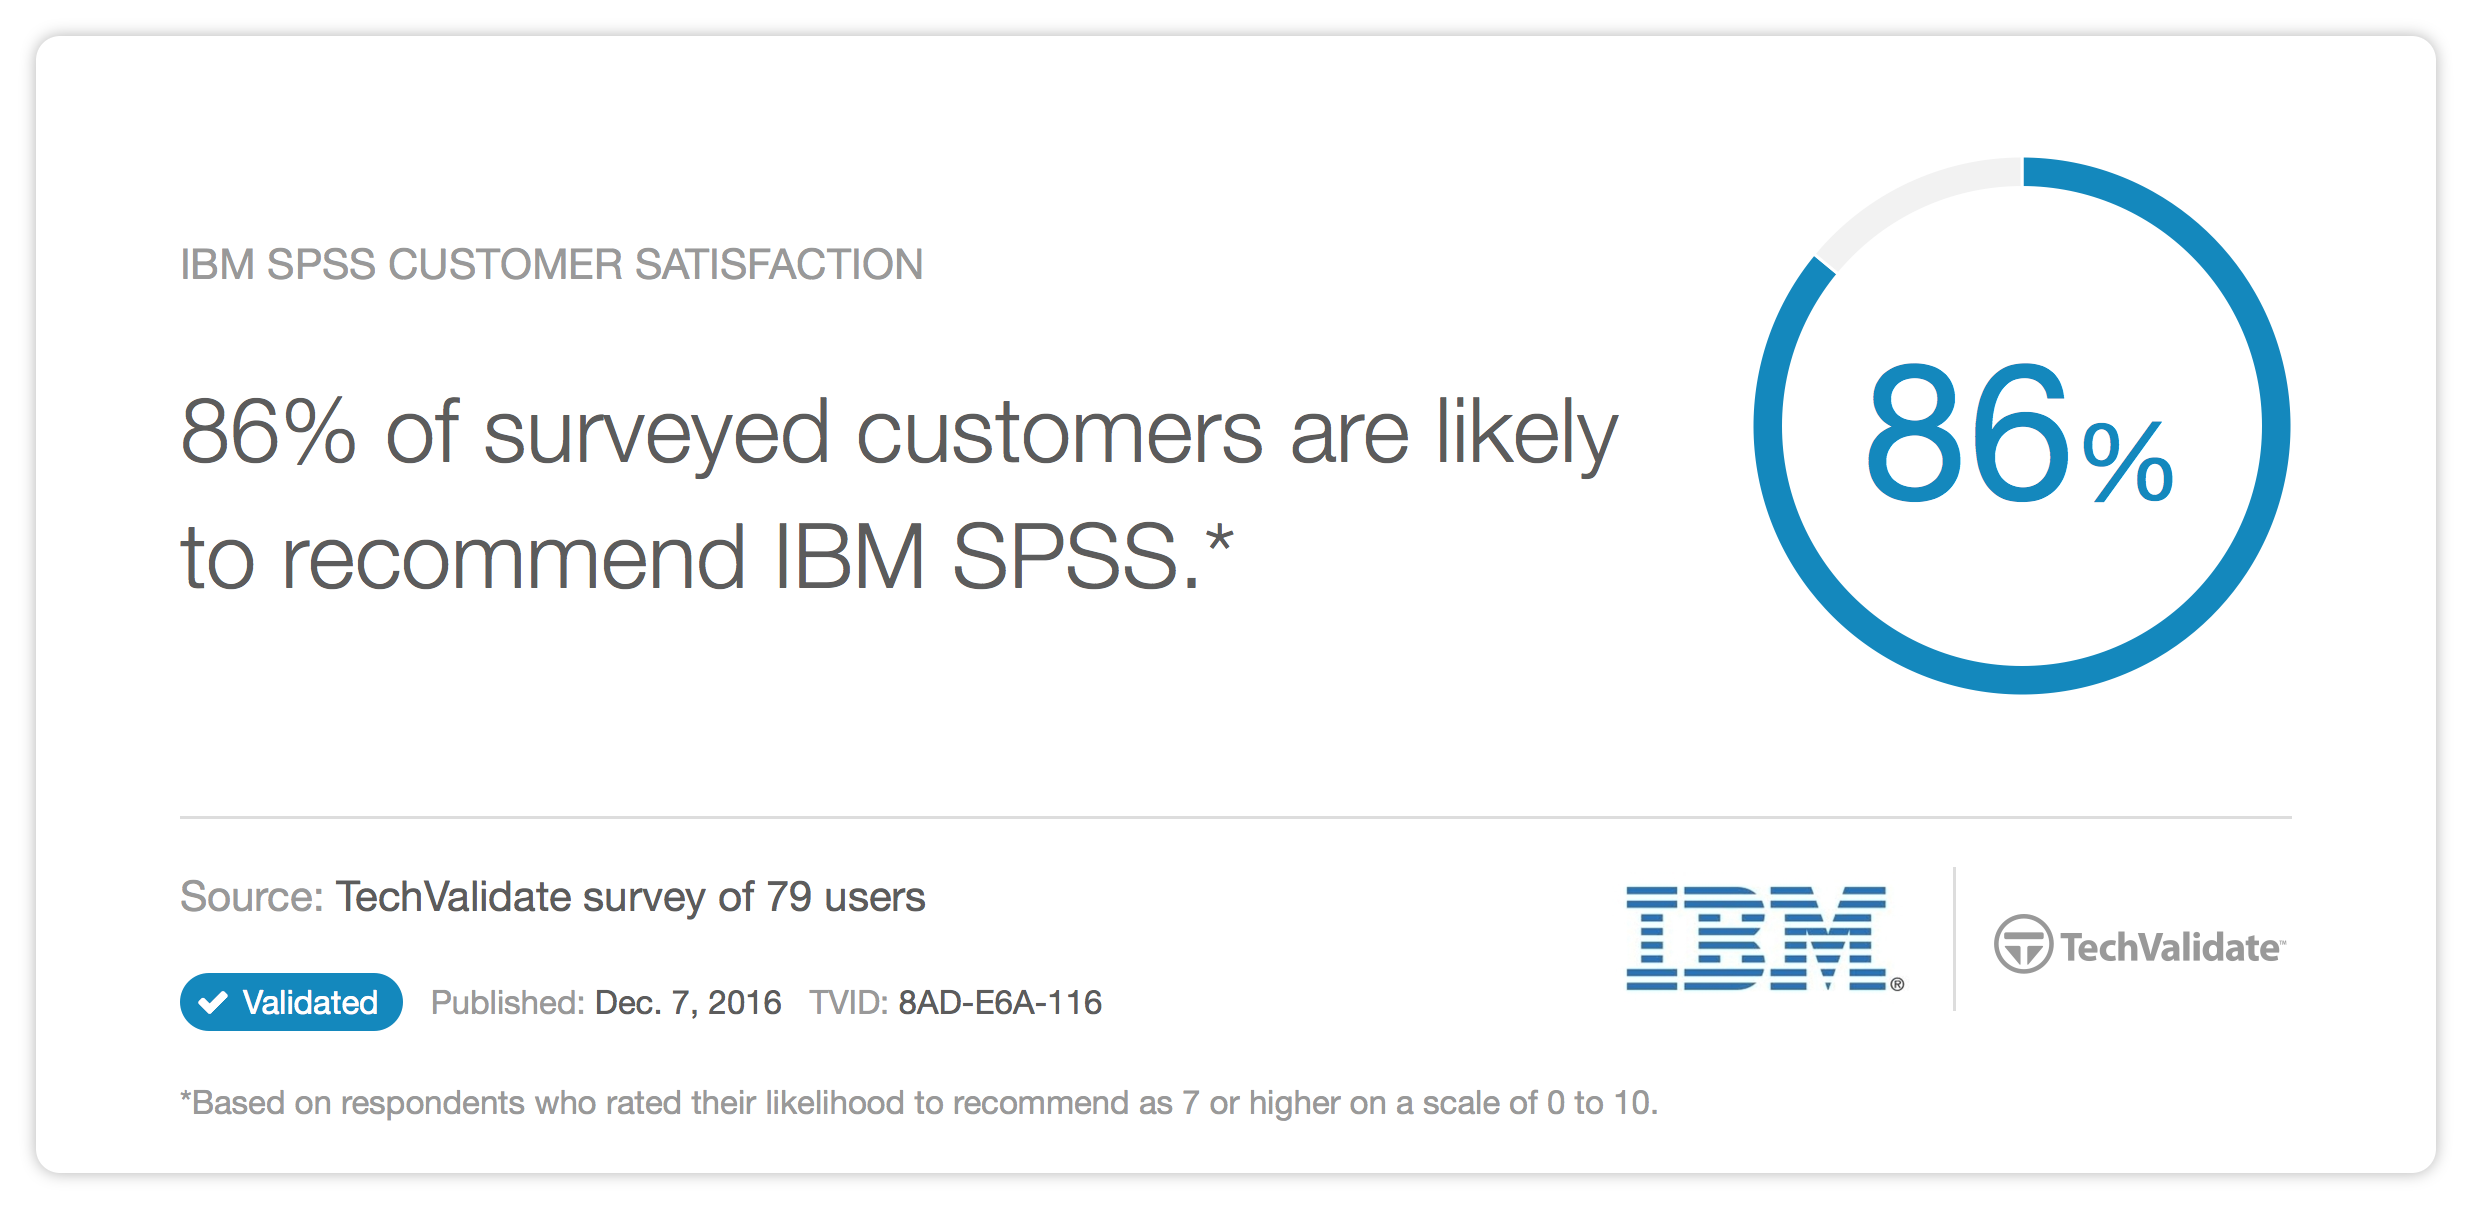 IBM SPSS CUSTOMER SATISFACTION
86% of surveyed customers are likely
to recommend IBM SPSS.*
86%
Source: TechValidate survey of 79 users
Validated Published: Dec. 7, 2016 TVID: 8AD-E6A-116
IBM®
TechValidate™
*Based on respondents who rated their likelihood to recommend as 7 or higher on a scale of 0 to 10.